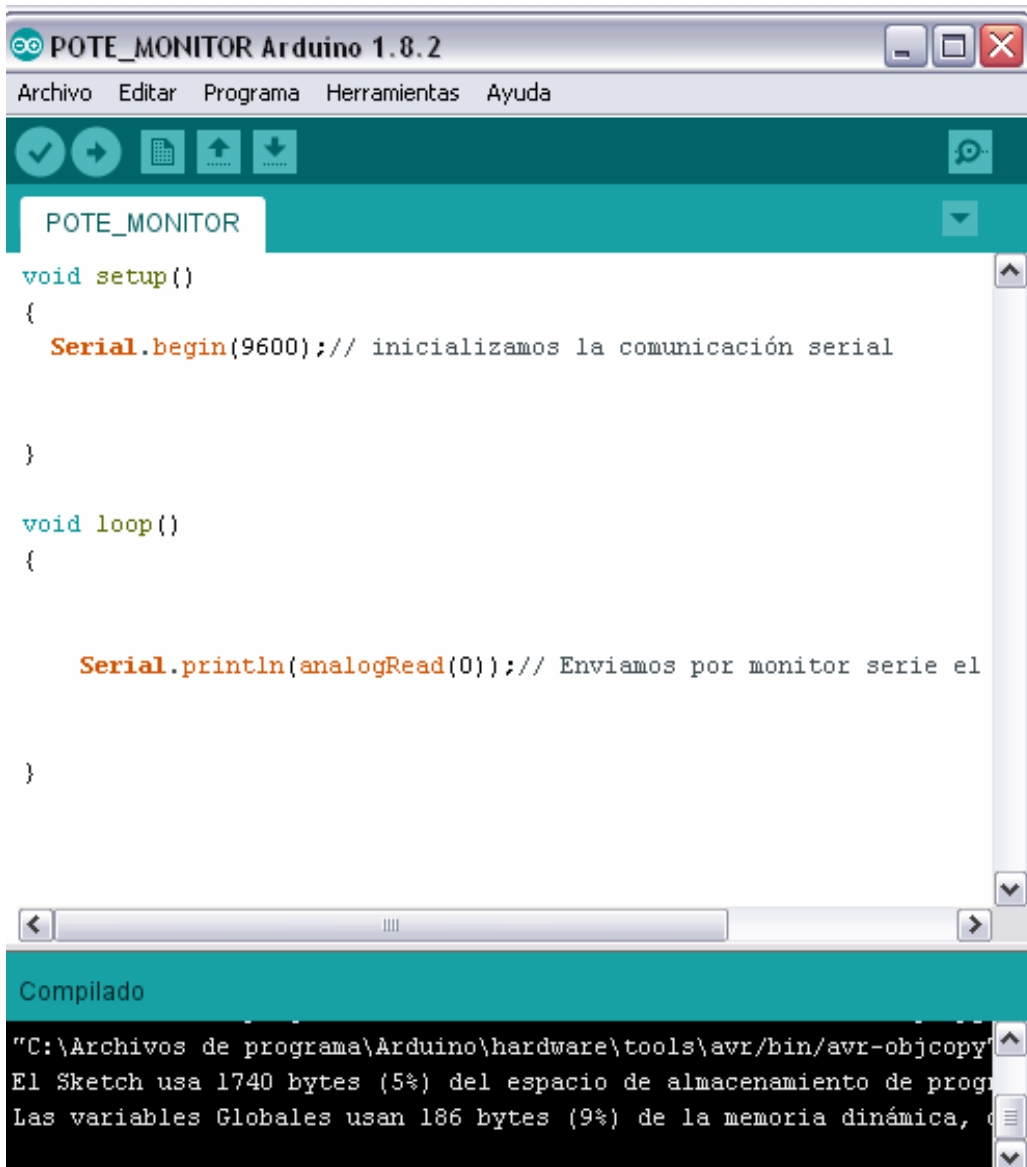 POTE_MONITOR Arduino 1.8.2
Archivo Editar Programa Herramientas Ayuda
POTE_MONITOR
void setup()
{
Serial.begin(9600);// inicializamos la comunicación serial
}
void loop()
{
Serial.println(analogRead(0));// Enviamos por monitor serie el
}
Compilado
"C:\Archivos de programa\Arduino\hardware\tools\avr/bin/avr-objcopy"
El Sketch usa 1740 bytes (5%) del espacio de almacenamiento de
Las variables Globales usan 186 bytes (9%) de la memoria dinámica,